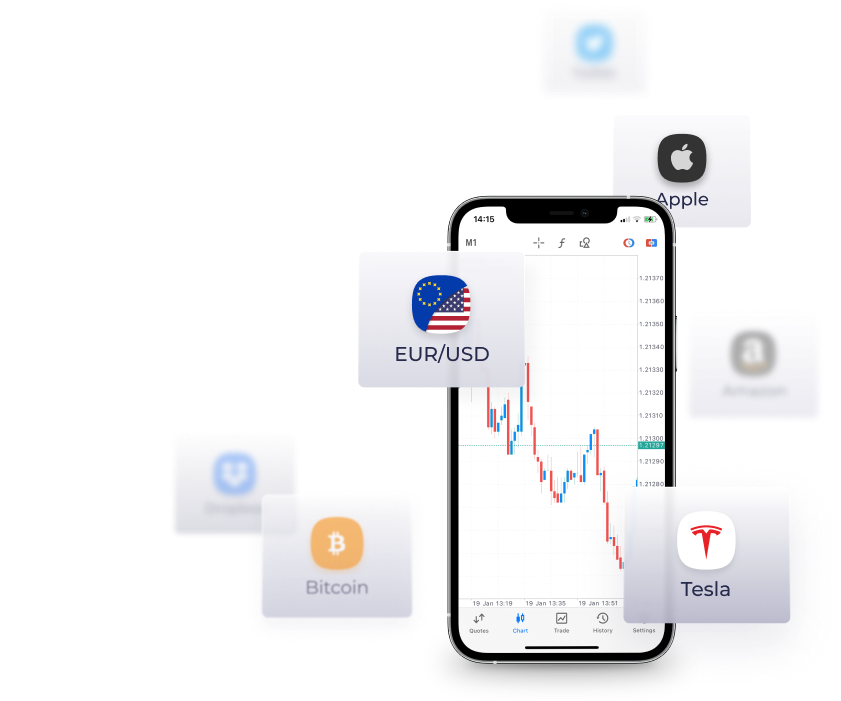 Apple
14:15
M1
1.21370
1.21360
EUR/USD
1.21350
1.21340
1.21330
1.21320
1.21310
1.21300
1.21297
1.21290
1.21280
Amazon
Dropbox
Bitcoin
Tesla
19 Jan 13:19
19 Jan 13:35
19 Jan 13:51
Quotes
Chart
Trade
History
Settings